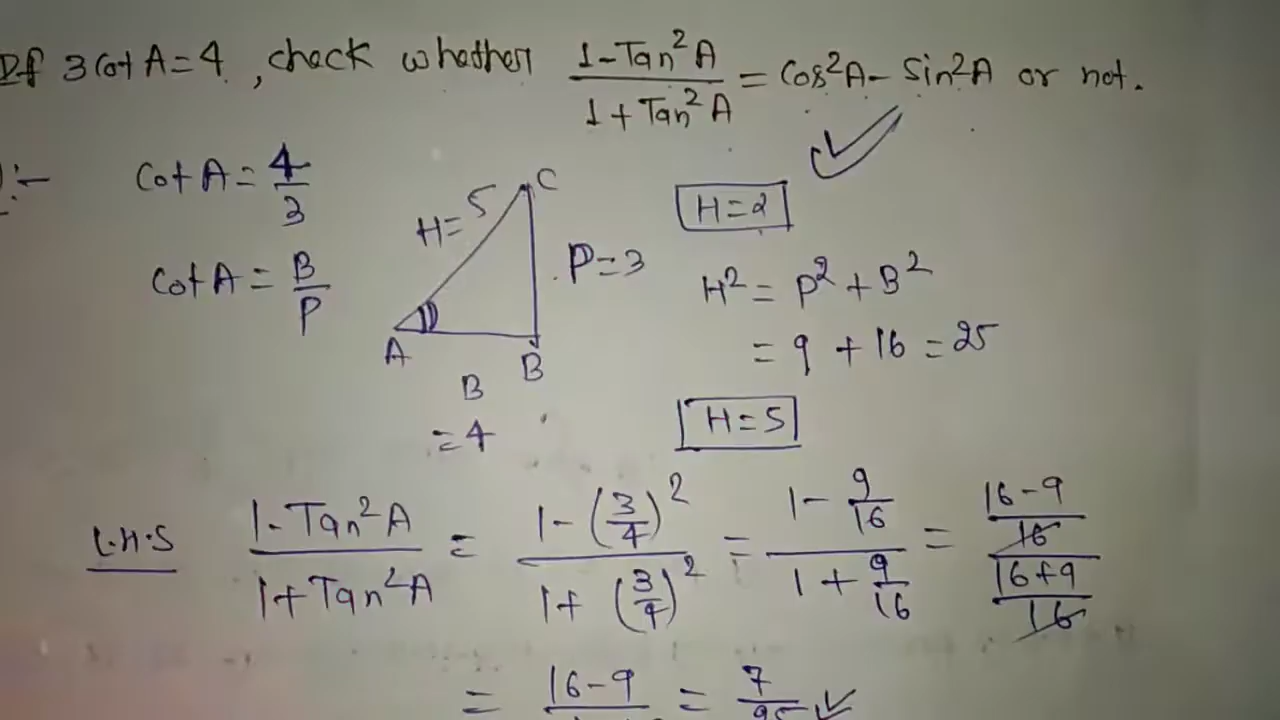 If 3 Cot A = 4, check whether (1 - Tan²A)/(1 + Tan²A) = Cos²A - Sin²A or not.
Cot A = 4/3
H = 5
C
H = 2
Cot A = B/P
P = 3
H² = P² + B²
= 9 + 16 = 25
A
B
B
= 4
H = 5
L.H.S (1 - Tan²A)/(1 + Tan²A) = (1 - (3/4)²)/(1 + (3/4)²) = (1 - 9/16)/(1 + 9/16) = ((16-9)/16)/((16+9)/16)
= 16-9 = 7